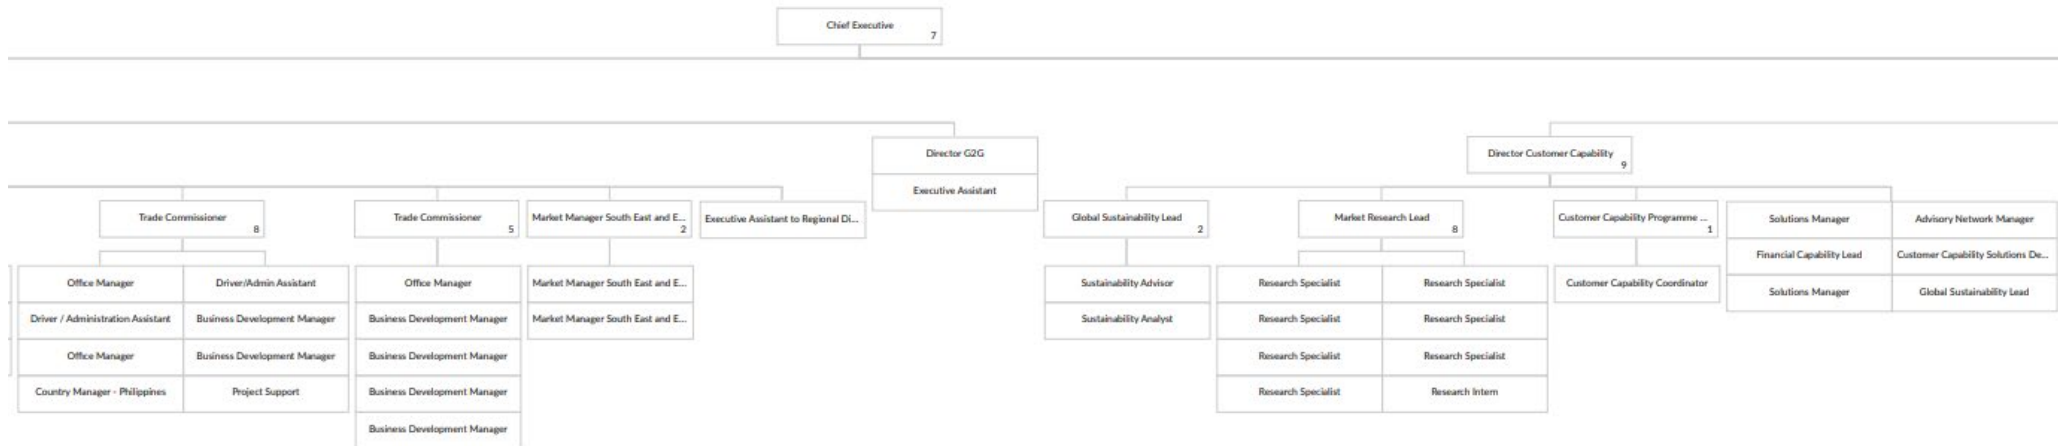 Chief Executive
7
Director G2G
Executive Assistant
Director Customer Capability
9
Trade Commissioner
8
Trade Commissioner
5
Market Manager South East and E...
2
Executive Assistant to Regional Di...
Global Sustainability Lead
2
Market Research Lead
8
Customer Capability Programme ...
1
Solutions Manager
Advisory Network Manager
Financial Capability Lead
Customer Capability Solutions De...
Solutions Manager
Global Sustainability Lead
Office Manager
Driver/Admin Assistant
Driver / Administration Assistant
Business Development Manager
Office Manager
Business Development Manager
Country Manager - Philippines
Project Support
Office Manager
Business Development Manager
Business Development Manager
Business Development Manager
Business Development Manager
Market Manager South East and E...
Market Manager South East and E...
Sustainability Advisor
Sustainability Analyst
Research Specialist
Research Specialist
Research Specialist
Research Specialist
Research Specialist
Research Specialist
Research Specialist
Research Intern
Customer Capability Coordinator